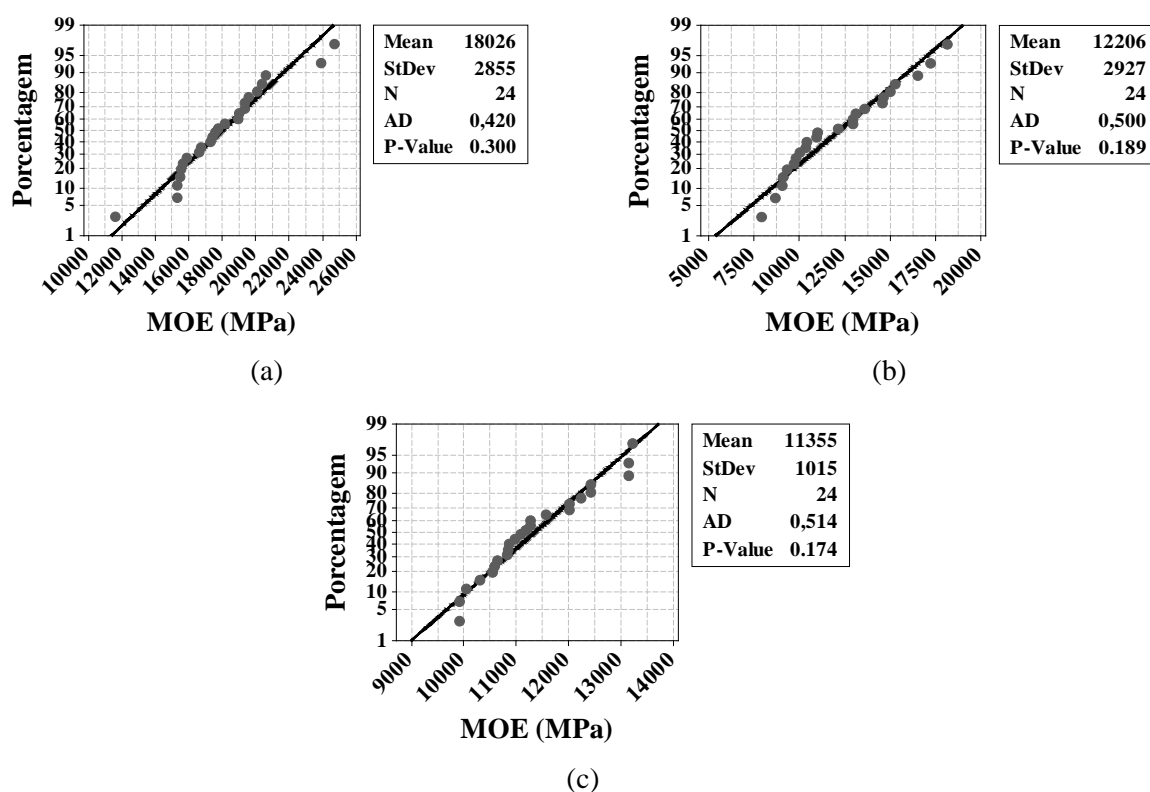 99
95
90
80
70
60
50
40
30
20
10
5
1
Porcentagem
10000 12000 14000 16000 18000 20000 22000 24000 26000
MOE (MPa)
Mean 18026
StDev 2855
N 24
AD 0,420
P-Value 0.300
(a)
99
95
90
80
70
60
50
40
30
20
10
5
1
Porcentagem
5000 7500 10000 12500 15000 17500 20000
MOE (MPa)
Mean 12206
StDev 2927
N 24
AD 0,500
P-Value 0.189
(b)
99
95
90
80
70
60
50
40
30
20
10
5
1
Porcentagem
9000 10000 11000 12000 13000 14000
MOE (MPa)
Mean 11355
StDev 1015
N 24
AD 0,514
P-Value 0.174
(c)